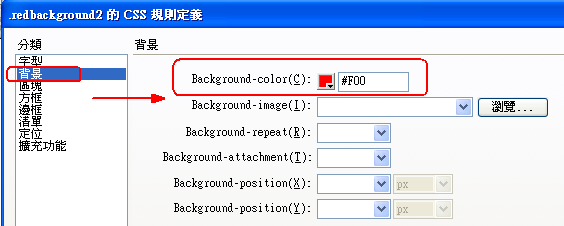 .redbackground2 的 CSS 規則定義
分類
字型
背景
區塊
方框
邊框
清單
定位
擴充功能
背景
Background-color(C):
#F00
Background-image(I):
瀏覽...
Background-repeat(R):
Background-attachment(T):
Background-position(X):
px
Background-position(Y):
px